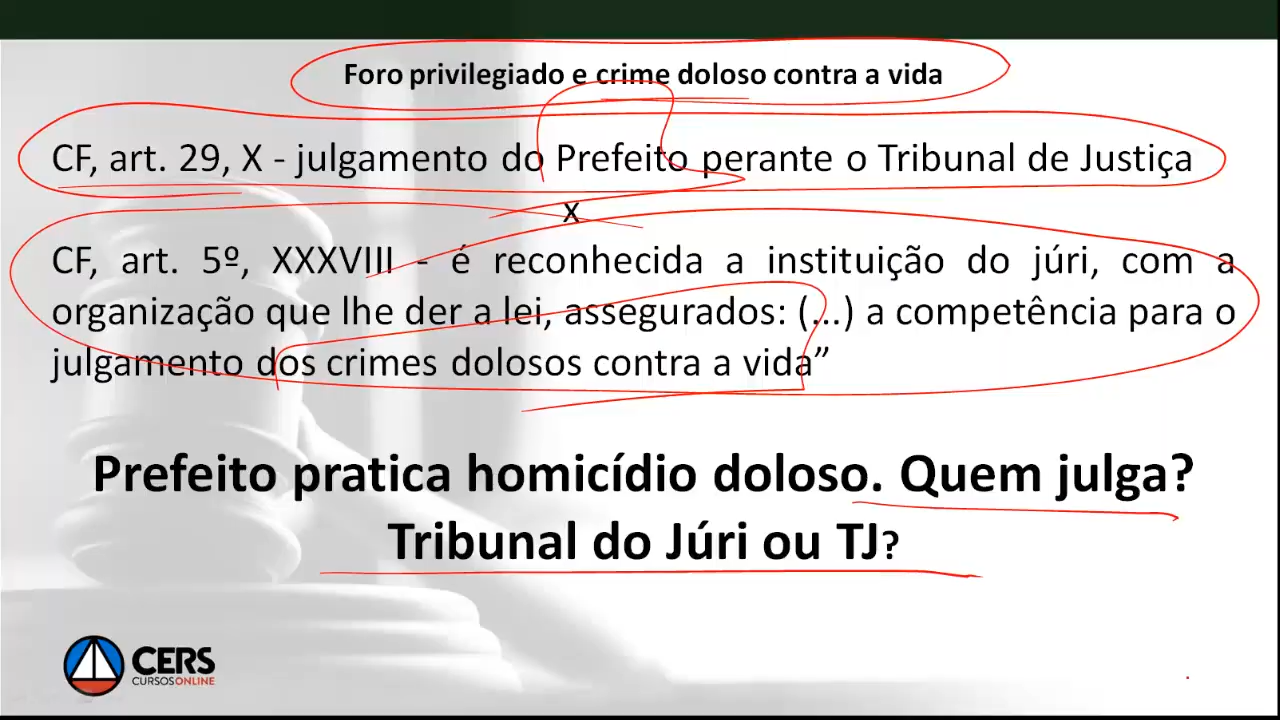 Foro privilegiado e crime doloso contra a vida
CF, art. 29, X - julgamento do Prefeito perante o Tribunal de Justiça
x
CF, art. 5º, XXXVIII - é reconhecida a instituição do júri, com a
organização que lhe der a lei, assegurados: (...) a competência para o
julgamento dos crimes dolosos contra a vida”
Prefeito pratica homicídio doloso. Quem julga?
Tribunal do Júri ou TJ?
CERS
CURSOS ONLINE